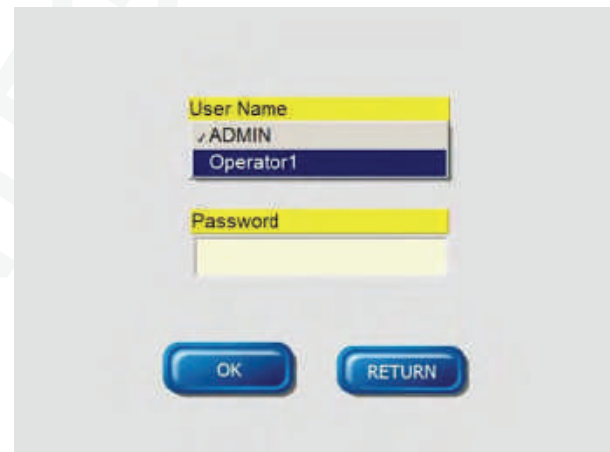 User Name
✓ADMIN
Operator1
Password
OK
RETURN